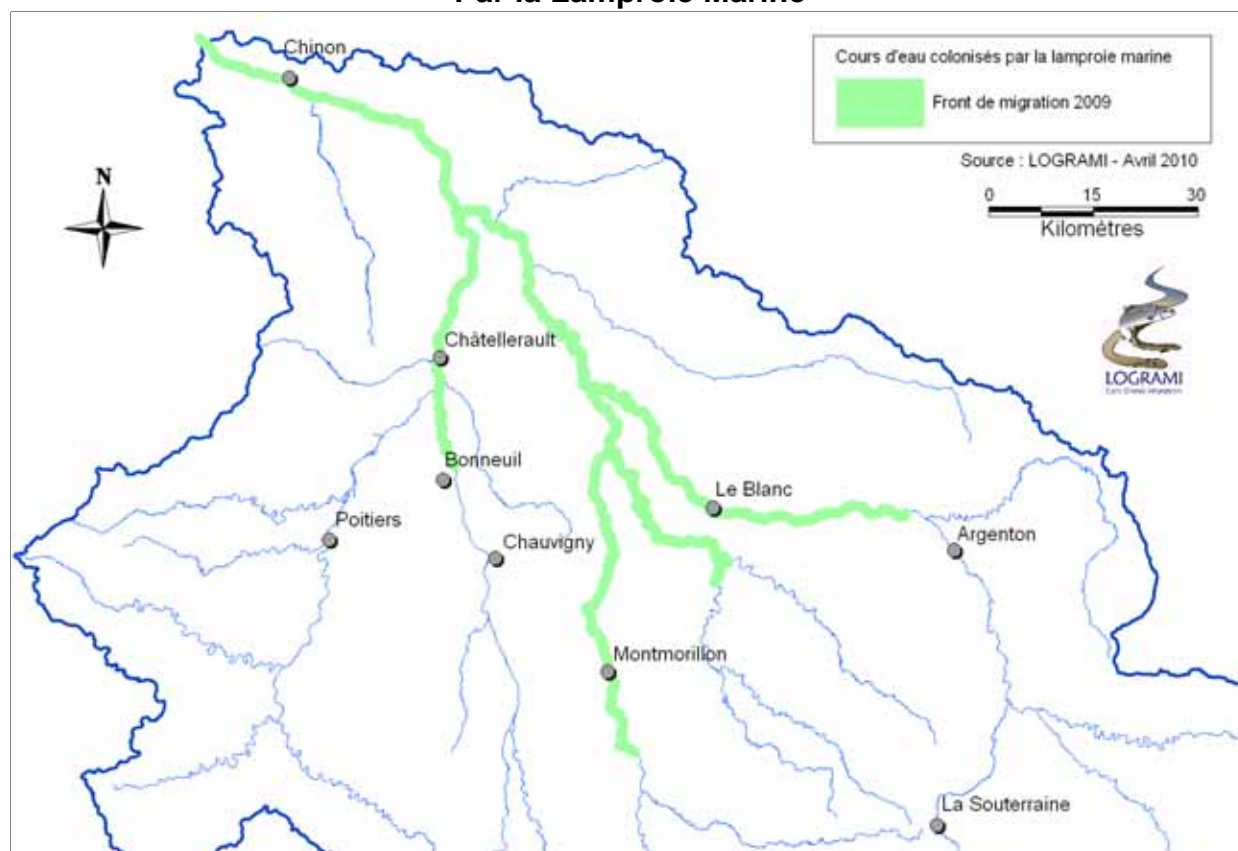 Par la Lamproie Marine
Chinon
Cours d'eau colonisés par la lamproie marine
Front de migration 2009
Source : LOGRAMI - Avril 2010
0 15 30
Kilomètres
N
Châtellerault
LOGRAMI
Bonneuil
Le Blanc
Poitiers
Argenton
Chauvigny
Montmorillon
La Souterraine